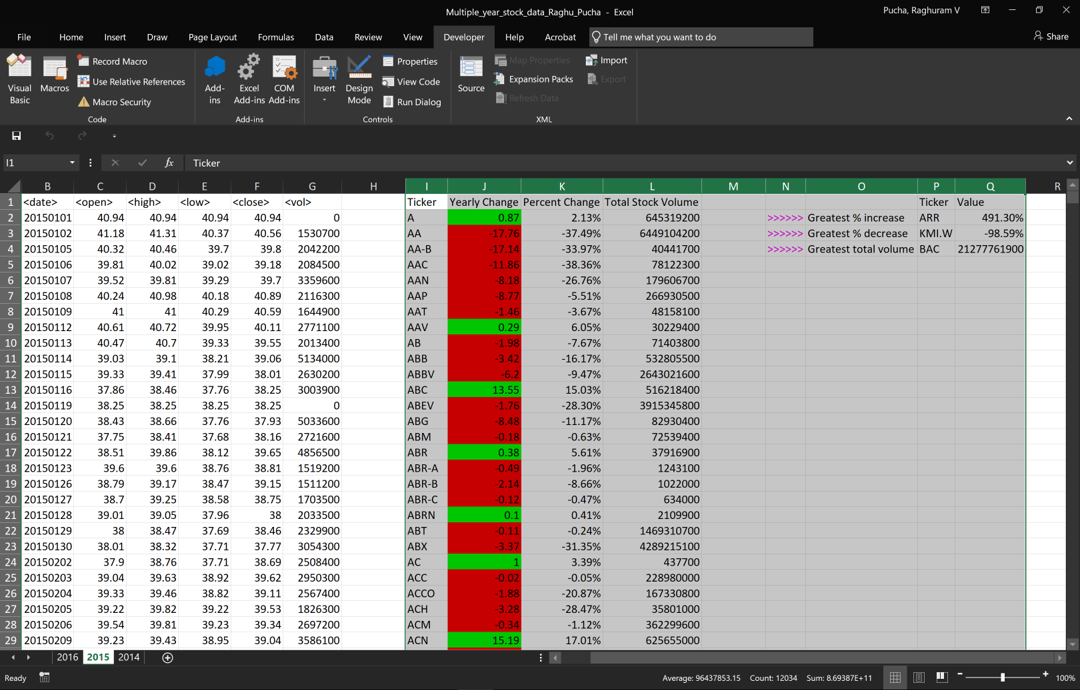 Multiple_year_stock_data_Raghu_Pucha - Excel
Pucha, Raghuram V
File Home Insert Draw Page Layout Formulas Data Review View Developer Help Acrobat Tell me what you want to do Share
Visual Basic
Macros
Record Macro
Use Relative References
Macro Security
Code
Add-ins
Excel Add-ins
COM Add-ins
Add-ins
Insert
Design Mode
Properties
View Code
Run Dialog
Controls
Source
Map Properties
Expansion Packs
Refresh Data
Import
Export
XML
I1 fx Ticker
B C D E F G H I J K L M N O P Q R
1 <date> <open> <high> <low> <close> <vol> Ticker Yearly Change Percent Change Total Stock Volume Ticker Value
2 20150101 40.94 40.94 40.94 40.94 0 A 0.87 2.13% 645319200 >>>>>> Greatest % increase ARR 491.30%
3 20150102 41.18 41.31 40.37 40.56 1530700 AA -17.76 -37.49% 6449104200 >>>>>> Greatest % decrease KMI.W -98.59%
4 20150105 40.32 40.46 39.7 39.8 2042200 AA-B -17.14 -33.97% 40441700 >>>>>> Greatest total volume BAC 21277761900
5 20150106 39.81 40.02 39.02 39.18 2084500 AAC -11.86 -38.36% 78122300
6 20150107 39.52 39.81 39.29 39.7 3359600 AAN -8.18 -26.76% 179606700
7 20150108 40.24 40.98 40.18 40.89 2116300 AAP -8.77 -5.51% 266930500
8 20150109 41 41 40.29 40.59 1644900 AAT -1.46 -3.67% 48158100
9 20150112 40.61 40.72 39.95 40.11 2771100 AAV 0.29 6.05% 30229400
10 20150113 40.47 40.7 39.33 39.55 2013400 AB -1.98 -7.67% 71403800
11 20150114 39.03 39.1 38.21 39.06 5134000 ABB -3.42 -16.17% 532805500
12 20150115 39.33 39.41 37.99 38.01 2630200 ABBV -6.2 -9.47% 2643021600
13 20150116 37.86 38.46 37.76 38.25 3003900 ABC 13.55 15.03% 516218400
14 20150119 38.25 38.25 38.25 38.25 0 ABEV -1.76 -28.30% 3915345800
15 20150120 38.43 38.66 37.76 37.93 5033600 ABG -8.48 -11.17% 82930400
16 20150121 37.75 38.41 37.68 38.16 2721600 ABM -0.18 -0.63% 72539400
17 20150122 38.51 39.86 38.12 39.65 4856500 ABR 0.38 5.61% 37916900
18 20150123 39.6 39.6 38.76 38.81 1519200 ABR-A -0.49 -1.96% 1243100
19 20150126 38.79 39.17 38.47 39.15 1511200 ABR-B -2.14 -8.66% 1022000
20 20150127 38.7 39.25 38.58 38.75 1703500 ABR-C -0.12 -0.47% 634000
21 20150128 39.01 39.05 37.96 38 2033500 ABRN 0.1 0.41% 2109900
22 20150129 38 38.47 37.69 38.46 2329900 ABT -0.11 -0.24% 1469310700
23 20150130 38.01 38.32 37.71 37.77 3054300 ABX -3.37 -31.35% 4289215100
24 20150202 37.9 38.76 37.71 38.69 2508400 AC 1 3.39% 437700
25 20150203 39.04 39.63 38.92 39.62 2950300 ACC -0.02 -0.05% 228980000
26 20150204 39.33 39.46 38.82 39.11 2567400 ACCO -1.88 -20.87% 167330800
27 20150205 39.22 39.82 39.22 39.53 1826300 ACH -3.28 -28.47% 35801000
28 20150206 39.54 39.81 39.23 39.34 2697200 ACM -0.34 -1.12% 362299600
29 20150209 39.23 39.43 38.95 39.04 3586100 ACN 15.19 17.01% 625655000
2016 2015 2014
Ready Average: 96437853.15 Count: 12034 Sum: 8.69387E+11 100%